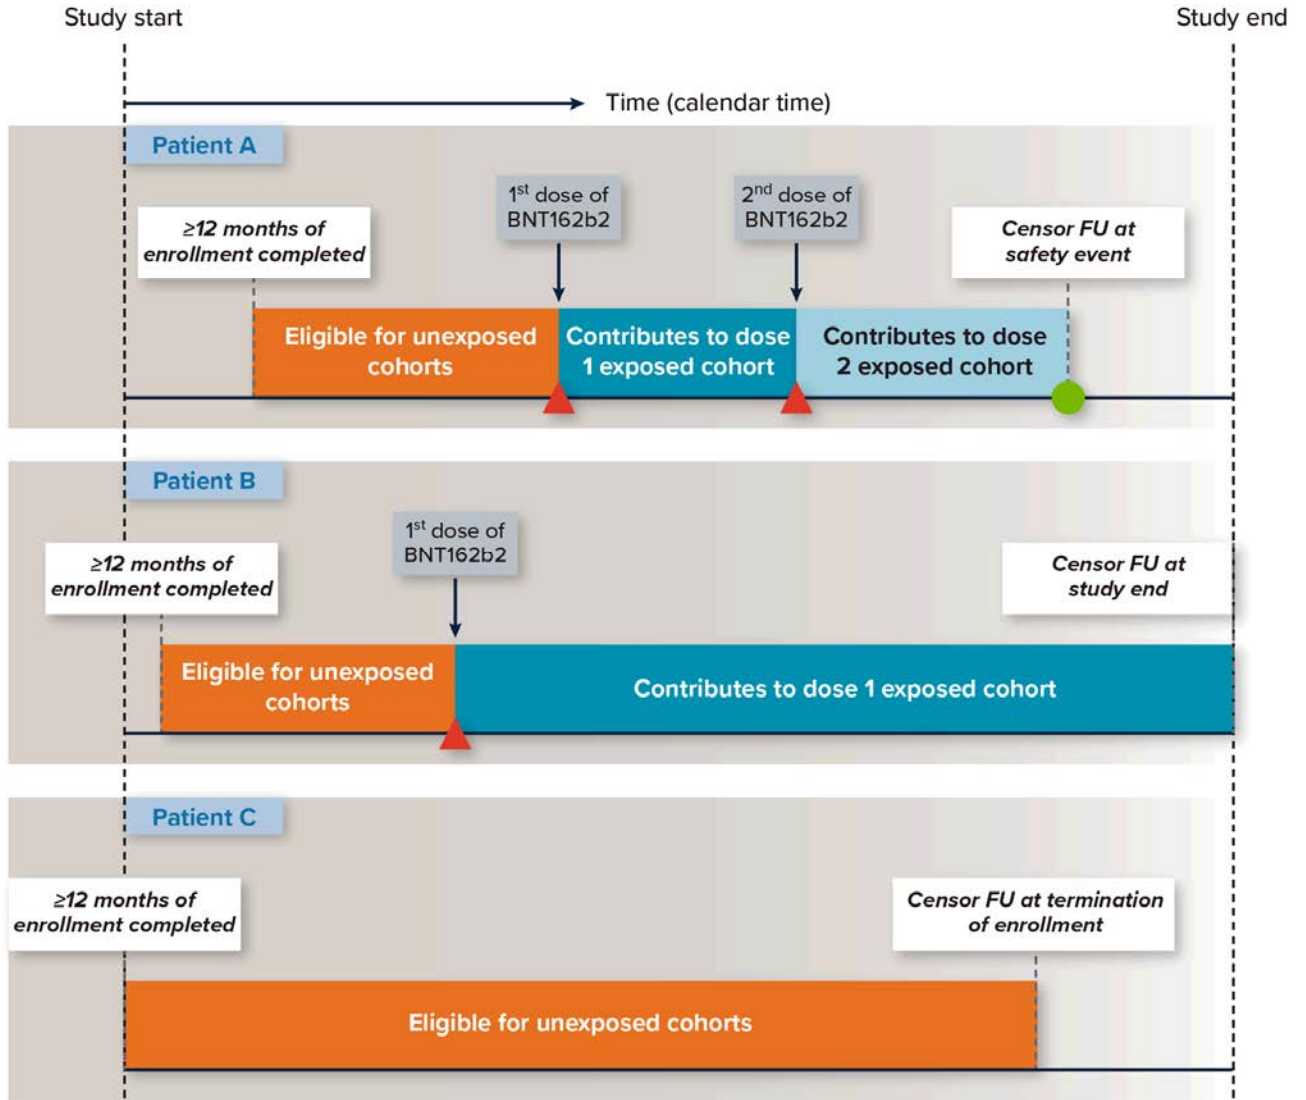 Study start
Study end
Time (calendar time)
Patient A
≥12 months of
enrollment completed
1st dose of
BNT162b2
2nd dose of
BNT162b2
Censor FU at
safety event
Eligible for unexposed
cohorts
Contributes to dose
1 exposed cohort
Contributes to dose
2 exposed cohort
Patient B
≥12 months of
enrollment completed
1st dose of
BNT162b2
Censor FU at
study end
Eligible for unexposed
cohorts
Contributes to dose 1 exposed cohort
Patient C
≥12 months of
enrollment completed
Censor FU at termination
of enrollment
Eligible for unexposed cohorts